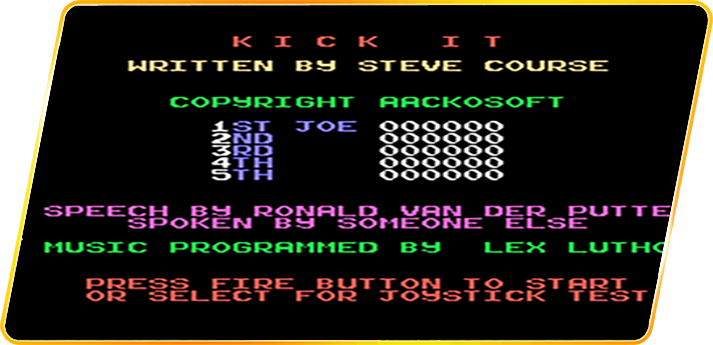 K I C K I T
WRITTEN BY STEVE COURSE
COPYRIGHT AACKOSOFT
1ST JOE 000000
2ND 000000
3RD 000000
4TH 000000
5TH 000000
SPEECH BY RONALD VAN DER PUTTE
SPOKEN BY SOMEONE ELSE
MUSIC PROGRAMMED BY LEX LUTHO
PRESS FIRE BUTTON TO START
OR SELECT FOR JOYSTICK TEST